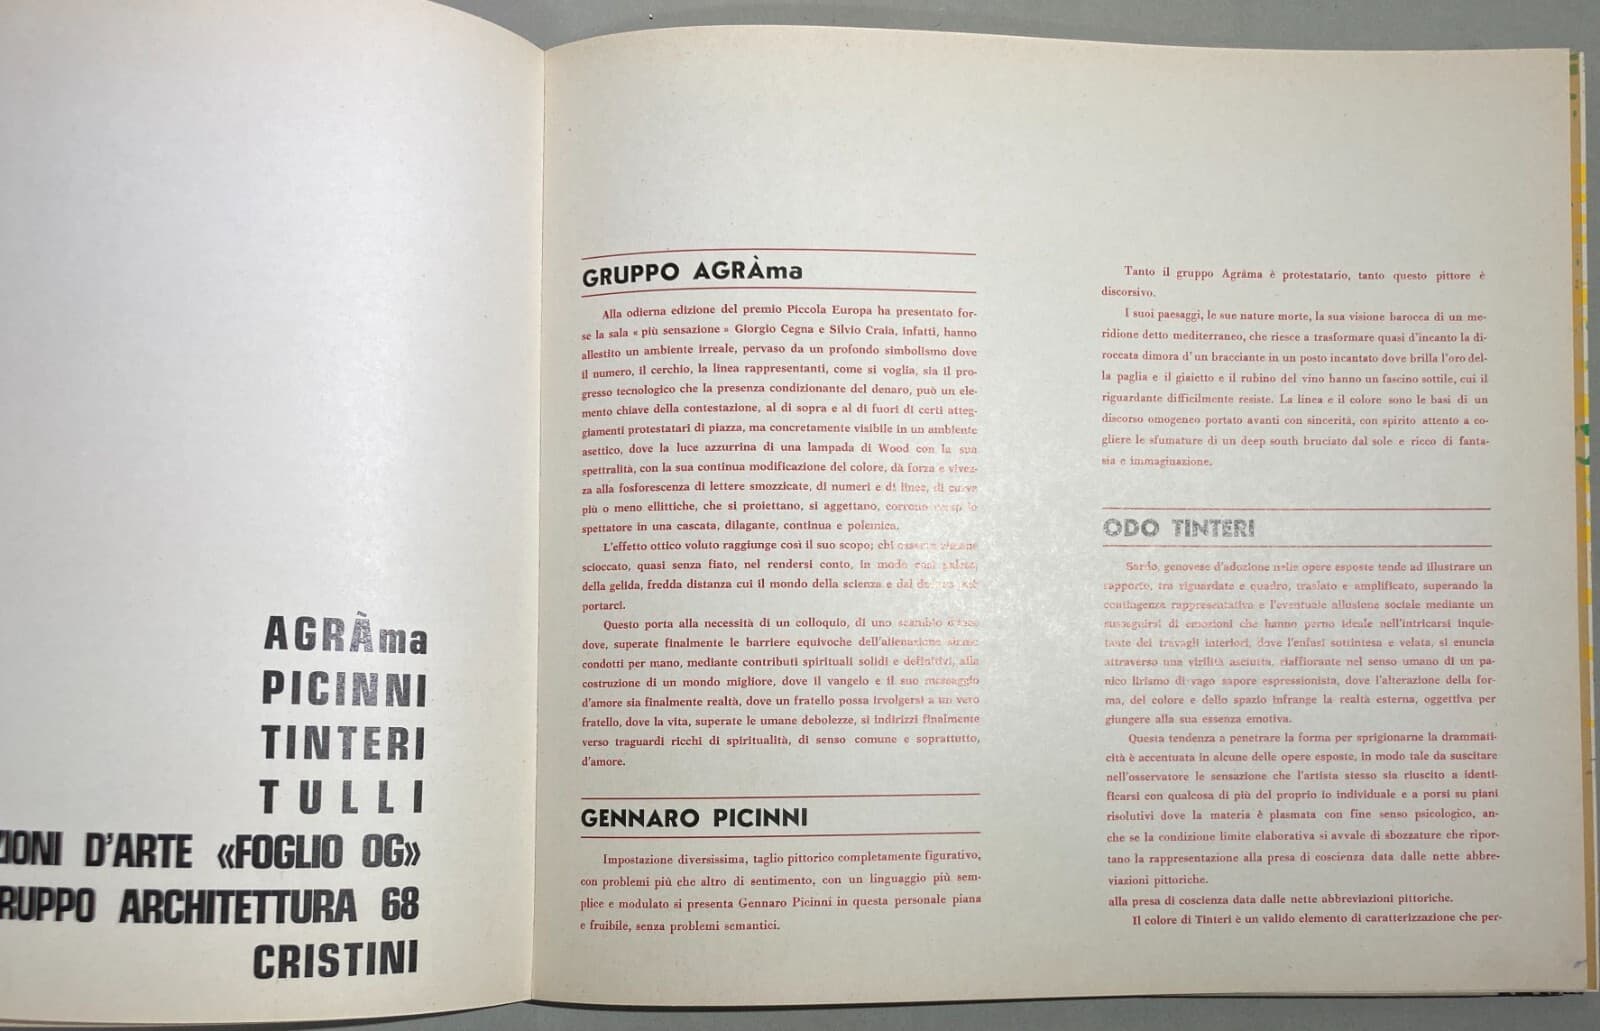 AGRÀma
PICINNI
TINTERI
TULLI
IONI D'ARTE «FOGLIO OG»
RUPPO ARCHITETTURA 68
CRISTINI
GRUPPO AGRÀma
Alla odierna edizione del premio Piccola Europa ha presentato for-
se la sala « più sensazione » Giorgio Cegna e Silvio Craia, infatti, hanno
allestito un ambiente irreale, pervaso da un profondo simbolismo dove
il numero, il cerchio, la linea rappresentanti, come si voglia, sia il pro-
gresso tecnologico che la presenza condizionante del denaro, può un ele-
mento chiave della contestazione, al di sopra e al di fuori di certi atteg-
giamenti protestatari di piazza, ma concretamente visibile in un ambiente
asettico, dove la luce azzurrina di una lampada di Wood con la sua
spettralità, con la sua continua modificazione del colore, dà forza e vivez-
za alla fosforescenza di lettere smozzicate, di numeri e di linee, di curve
più o meno ellittiche, che si proiettano, si aggettano, corrono verso lo
spettatore in una cascata, dilagante, continua e polemica.
L'effetto ottico voluto raggiunge così il suo scopo; chi osserva rimane
scioccato, quasi senza fiato, nel rendersi conto, in modo così palese,
della gelida, fredda distanza cui il mondo della scienza e dal può
portarci.
Questo porta alla necessità di un colloquio, di uno scambio d'idee
dove, superate finalmente le barriere equivoche dell'alienazione siamo
condotti per mano, mediante contributi spirituali solidi e definitivi, alla
costruzione di un mondo migliore, dove il vangelo e il suo messaggio
d'amore sia finalmente realtà, dove un fratello possa irvolgersi a un vero
fratello, dove la vita, superate le umane debolezze, si indirizzi finalmente
verso traguardi ricchi di spiritualità, di senso comune e soprattutto,
d'amore.
GENNARO PICINNI
Impostazione diversissima, taglio pittorico completamente figurativo,
con problemi più che altro di sentimento, con un linguaggio più sem-
plice e modulato si presenta Gennaro Picinni in questa personale piana
e fruibile, senza problemi semantici.
Tanto il gruppo Agràma è protestatario, tanto questo pittore è
discorsivo.
I suoi paesaggi, le sue nature morte, la sua visione barocca di un me-
ridione detto mediterraneo, che riesce a trasformare quasi d'incanto la di-
roccata dimora d'un bracciante in un posto incantato dove brilla l'oro del-
la paglia e il giaietto e il rubino del vino hanno un fascino sottile, cui il
riguardante difficilmente resiste. La linea e il colore sono le basi di un
discorso omogeneo portato avanti con sincerità, con spirito attento a co-
gliere le sfumature di un deep south bruciato dal sole e ricco di fanta-
sia e immaginazione.
ODO TINTERI
Sardo, genovese d'adozione nelle opere esposte tende ad illustrare un
rapporto, tra riguardate e quadro, traslato e amplificato, superando la
contingenza rappresentativa e l'eventuale allusione sociale mediante un
susseguirsi di emozioni che hanno perno ideale nell'intricarsi inquie-
tante dei travagli interiori, dove l'enfasi sottintesa e velata, si enuncia
attraverso una virilità asciutta, riaffiorante nel senso umano di un pa-
nico lirismo di vago sapore espressionista, dove l'alterazione della for-
ma, del colore e dello spazio infrange la realtà esterna, oggettiva per
giungere alla sua essenza emotiva.
Questa tendenza a penetrare la forma per sprigionarne la drammati-
cità è accentuata in alcune delle opere esposte, in modo tale da suscitare
nell'osservatore le sensazione che l'artista stesso sia riuscito a identi-
ficarsi con qualcosa di più del proprio io individuale e a porsi su piani
risolutivi dove la materia è plasmata con fine senso psicologico, an-
che se la condizione limite elaborativa si avvale di sbozzature che ripor-
tano la rappresentazione alla presa di coscienza data dalle nette abbre-
viazioni pittoriche.
alla presa di coscienza data dalle nette abbreviazioni pittoriche.
Il colore di Tinteri è un valido elemento di caratterizzazione che per-